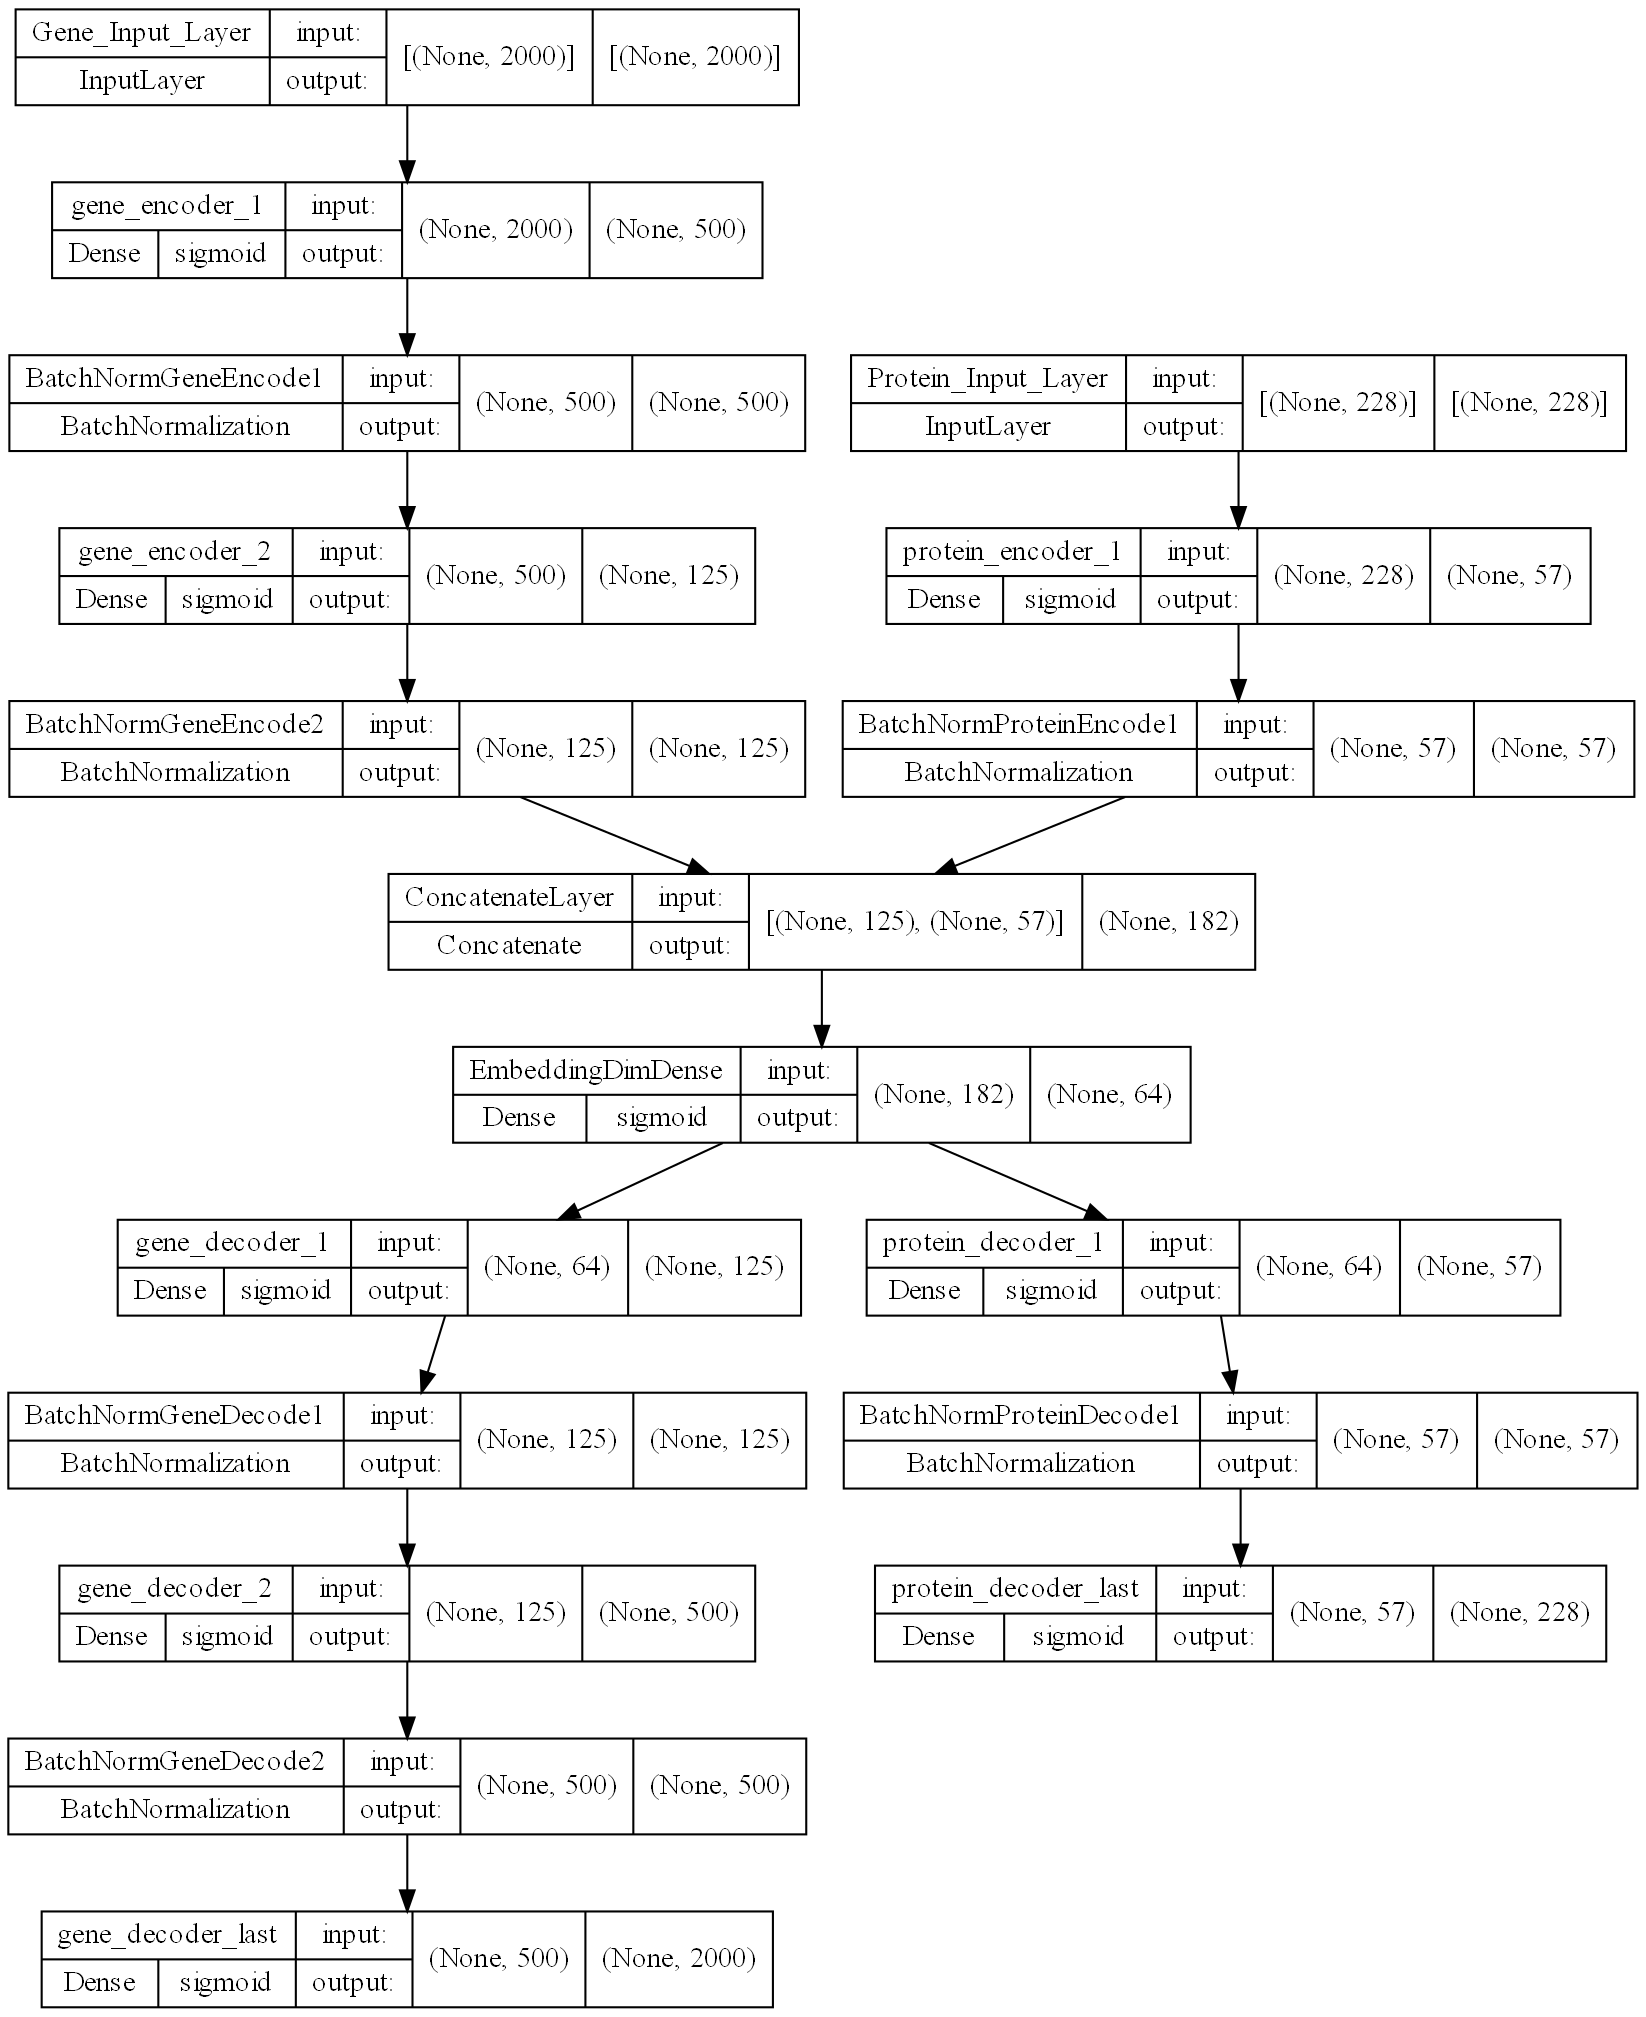 Gene_Input_Layer input: [(None, 2000)] [(None, 2000)]
InputLayer output:
gene_encoder_1 input: (None, 2000) (None, 500)
Dense sigmoid output:
BatchNormGeneEncode1 input: (None, 500) (None, 500)
BatchNormalization output:
Protein_Input_Layer input: [(None, 228)] [(None, 228)]
InputLayer output:
gene_encoder_2 input: (None, 500) (None, 125)
Dense sigmoid output:
protein_encoder_1 input: (None, 228) (None, 57)
Dense sigmoid output:
BatchNormGeneEncode2 input: (None, 125) (None, 125)
BatchNormalization output:
BatchNormProteinEncode1 input: (None, 57) (None, 57)
BatchNormalization output:
ConcatenateLayer input: [(None, 125), (None, 57)] (None, 182)
Concatenate output:
EmbeddingDimDense input: (None, 182) (None, 64)
Dense sigmoid output:
gene_decoder_1 input: (None, 64) (None, 125)
Dense sigmoid output:
protein_decoder_1 input: (None, 64) (None, 57)
Dense sigmoid output:
BatchNormGeneDecode1 input: (None, 125) (None, 125)
BatchNormalization output:
BatchNormProteinDecode1 input: (None, 57) (None, 57)
BatchNormalization output:
gene_decoder_2 input: (None, 125) (None, 500)
Dense sigmoid output:
protein_decoder_last input: (None, 57) (None, 228)
Dense sigmoid output:
BatchNormGeneDecode2 input: (None, 500) (None, 500)
BatchNormalization output:
gene_decoder_last input: (None, 500) (None, 2000)
Dense sigmoid output: